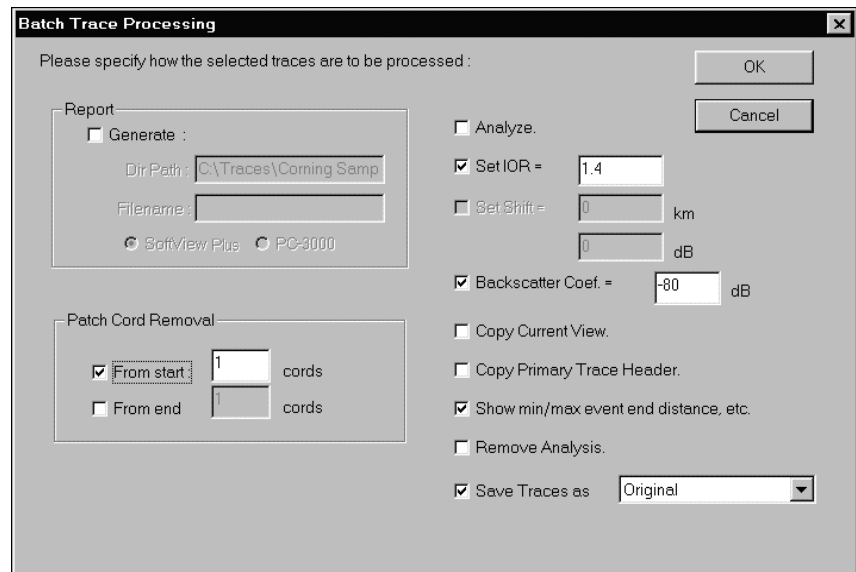 Batch Trace Processing
Please specify how the selected traces are to be processed :
OK
Cancel
Report
Generate :
Dir Path : C:\Traces\Corning Samp
Filename :
SoftView Plus PC-3000
Patch Cord Removal
From start : 1 cords
From end 1 cords
Analyze.
Set IOR = 1.4
Set Shift = 0 km
0 dB
Backscatter Coef. = -80 dB
Copy Current View.
Copy Primary Trace Header.
Show min/max event end distance, etc.
Remove Analysis.
Save Traces as Original